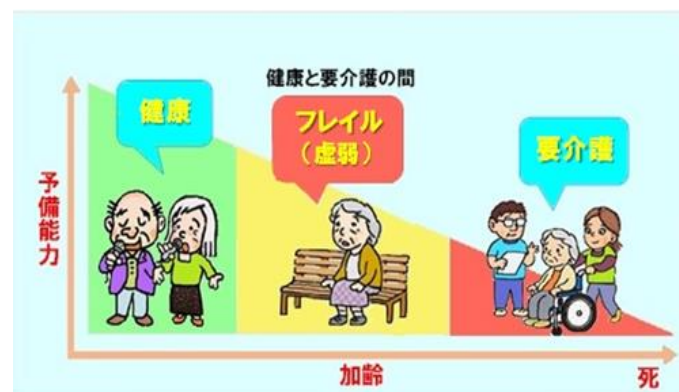 健康と要介護の間
健康
フレイル
（虚弱）
要介護
予備能力
加齢
死